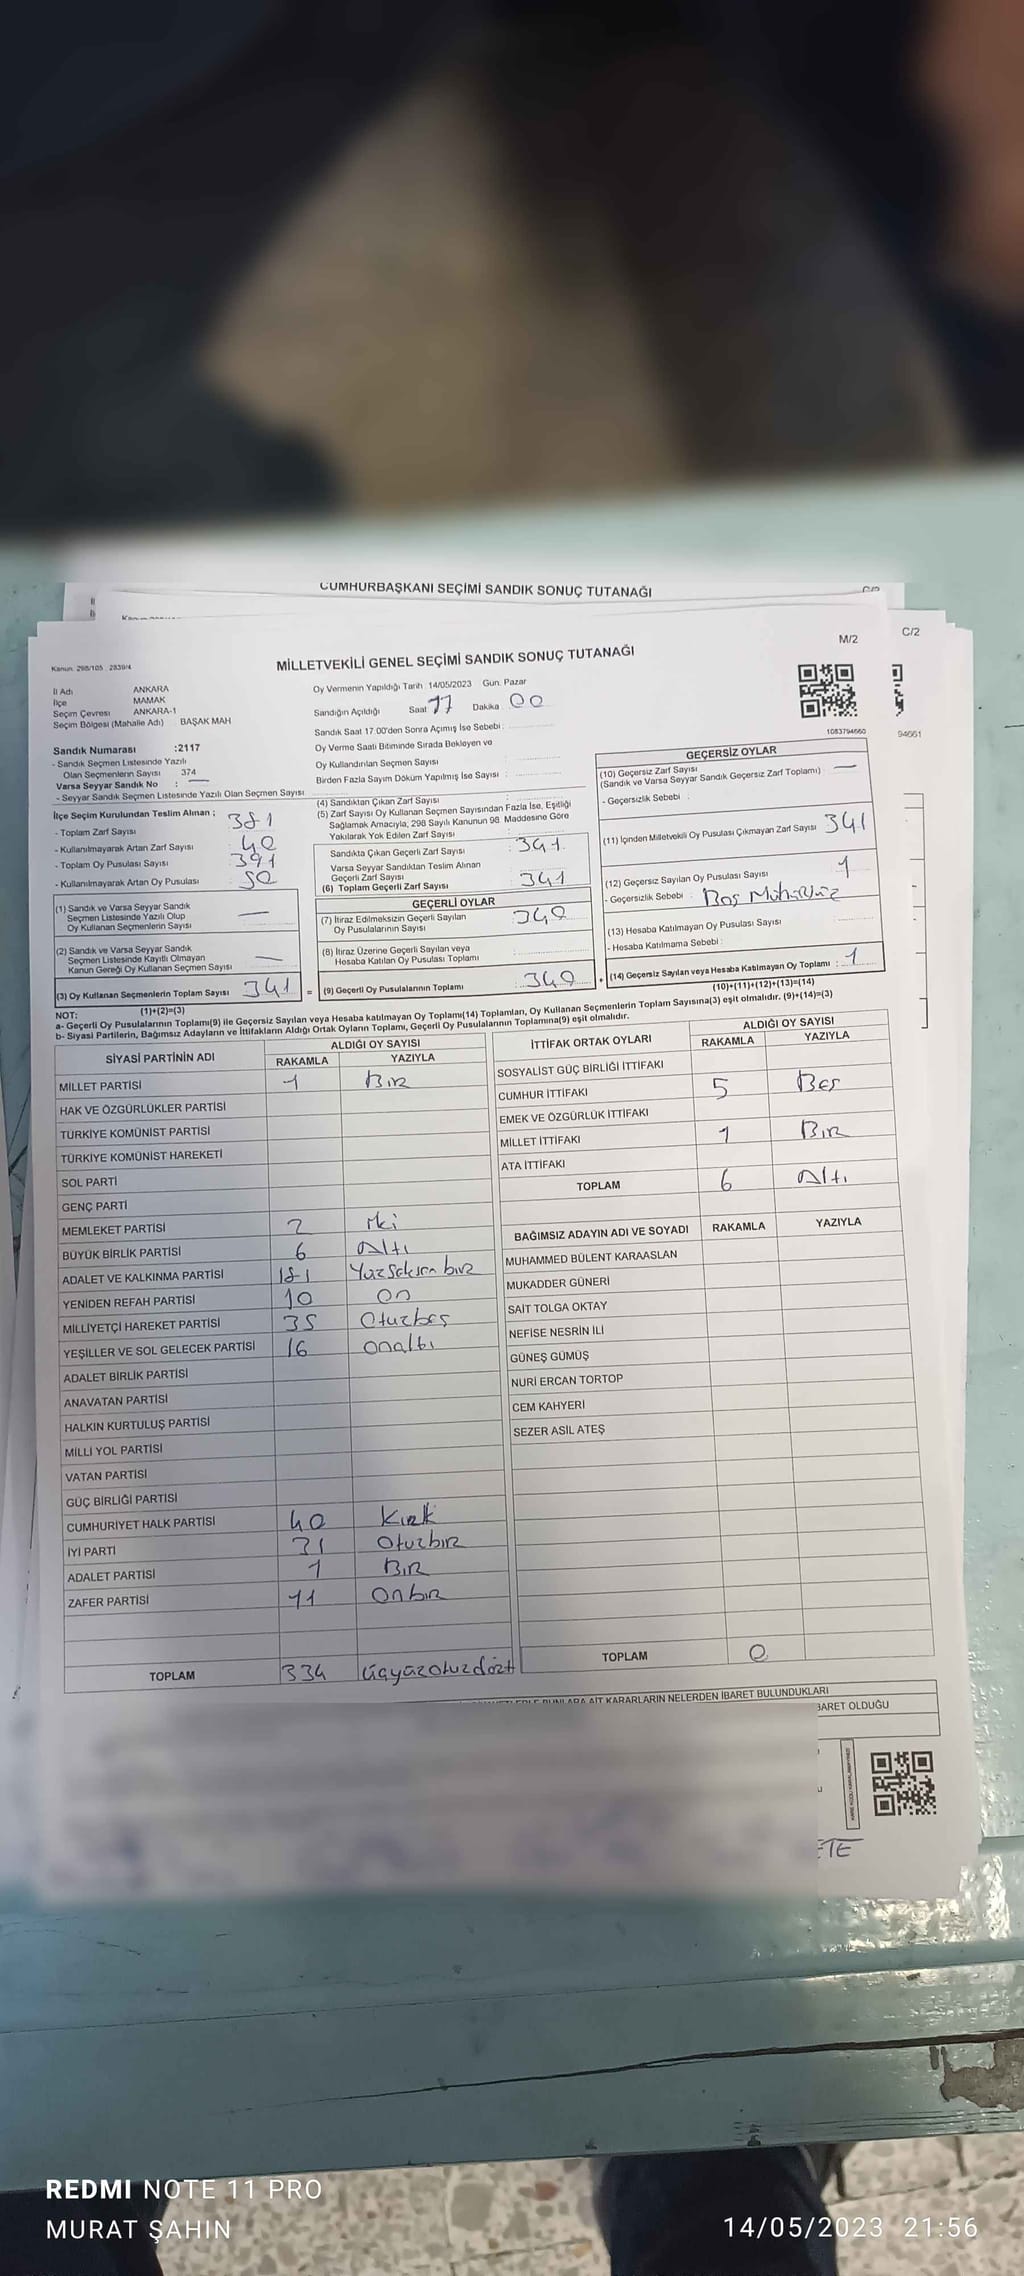 CUMHURBAŞKANI SEÇİMİ SANDIK SONUÇ TUTANAĞI
C/2
M/2
C/2
Kanun: 298/105 2839/4
MİLLETVEKİLİ GENEL SEÇİMİ SANDIK SONUÇ TUTANAĞI
İl Adı ANKARA
İlçe MAMAK
Seçim Çevresi ANKARA-1
Seçim Bölgesi (Mahalle Adı) BAŞAK MAH
Oy Vermenin Yapıldığı Tarih :14/05/2023 Gün: Pazar
Sandığın Açıldığı Saat 17 Dakika 00
Sandık Saat 17:00'den Sonra Açımış İse Sebebi :
Oy Verme Saati Bitiminde Sırada Bekleyen ve
Oy Kullandırılan Seçmen Sayısı
Birden Fazla Sayım Döküm Yapılmış İse Sayısı :
1083794660
94661
Sandık Numarası :2117
- Sandık Seçmen Listesinde Yazılı
Olan Seçmenlerin Sayısı 374
Varsa Seyyar Sandık No : —
- Seyyar Sandık Seçmen Listesinde Yazılı Olan Seçmen Sayısı
İlçe Seçim Kurulundan Teslim Alınan ;
- Toplam Zarf Sayısı 381
- Kullanılmayarak Artan Zarf Sayısı 40
- Toplam Oy Pusulası Sayısı 391
- Kullanılmayarak Artan Oy Pusulası 50
(1) Sandık ve Varsa Seyyar Sandık
Seçmen Listesinde Yazılı Olup
Oy Kullanan Seçmenlerin Sayısı —
(2) Sandık ve Varsa Seyyar Sandık
Seçmen Listesinde Kayıtlı Olmayan
Kanun Gereği Oy Kullanan Seçmen Sayısı —
(3) Oy Kullanan Seçmenlerin Toplam Sayısı 341 =
(1)+(2)=(3)
(4) Sandıktan Çıkan Zarf Sayısı
(5) Zarf Sayısı Oy Kullanan Seçmen Sayısından Fazla İse, Eşitliği
Sağlamak Amacıyla, 298 Sayılı Kanunun 98. Maddesine Göre
Yakılarak Yok Edilen Zarf Sayısı
Sandıkta Çıkan Geçerli Zarf Sayısı : 341
Varsa Seyyar Sandıktan Teslim Alınan
Geçerli Zarf Sayısı
(6) Toplam Geçerli Zarf Sayısı : 341
GEÇERLİ OYLAR
(7) İtiraz Edilmeksizin Geçerli Sayılan
Oy Pusulalarının Sayısı 340
(8) İtiraz Üzerine Geçerli Sayılan veya
Hesaba Katılan Oy Pusulası Toplamı
(9) Geçerli Oy Pusulalarının Toplamı 340 +
GEÇERSİZ OYLAR
(10) Geçersiz Zarf Sayısı
(Sandık ve Varsa Seyyar Sandık Geçersiz Zarf Toplamı) —
- Geçersizlik Sebebi :
(11) İçinden Milletvekili Oy Pusulası Çıkmayan Zarf Sayısı 341
(12) Geçersiz Sayılan Oy Pusulası Sayısı 1
- Geçersizlik Sebebi : Boş Mühürsüz
(13) Hesaba Katılmayan Oy Pusulası Sayısı
- Hesaba Katılmama Sebebi :
(14) Geçersiz Sayılan veya Hesaba Katılmayan Oy Toplamı : 1
(10)+(11)+(12)+(13)=(14)
NOT:
a- Geçerli Oy Pusulalarının Toplamı(9) ile Geçersiz Sayılan veya Hesaba katılmayan Oy Toplamı(14) Toplamları, Oy Kullanan Seçmenlerin Toplam Sayısına(3) eşit olmalıdır. (9)+(14)=(3)
b- Siyasi Partilerin, Bağımsız Adayların ve İttifakların Aldığı Ortak Oyların Toplamı, Geçerli Oy Pusulalarının Toplamına(9) eşit olmalıdır.
SİYASİ PARTİNİN ADI ALDIĞI OY SAYISI
RAKAMLA YAZIYLA
MİLLET PARTİSİ 1 Bir
HAK VE ÖZGÜRLÜKLER PARTİSİ
TÜRKİYE KOMÜNİST PARTİSİ
TÜRKİYE KOMÜNİST HAREKETİ
SOL PARTİ
GENÇ PARTİ
MEMLEKET PARTİSİ 2 iki
BÜYÜK BİRLİK PARTİSİ 6 Altı
ADALET VE KALKINMA PARTİSİ 181 Yüzseksen bir
YENİDEN REFAH PARTİSİ 10 on
MİLLİYETÇİ HAREKET PARTİSİ 35 Otuzbeş
YEŞİLLER VE SOL GELECEK PARTİSİ 16 onaltı
ADALET BİRLİK PARTİSİ
ANAVATAN PARTİSİ
HALKIN KURTULUŞ PARTİSİ
MİLLİ YOL PARTİSİ
VATAN PARTİSİ
GÜÇ BİRLİĞİ PARTİSİ
CUMHURİYET HALK PARTİSİ 40 Kırk
İYİ PARTİ 31 Otuzbir
ADALET PARTİSİ 1 Bir
ZAFER PARTİSİ 11 Onbir
TOPLAM 334 Üçyüzotuzdört
İTTİFAK ORTAK OYLARI ALDIĞI OY SAYISI
RAKAMLA YAZIYLA
SOSYALİST GÜÇ BİRLİĞİ İTTİFAKI
CUMHUR İTTİFAKI 5 Beş
EMEK VE ÖZGÜRLÜK İTTİFAKI
MİLLET İTTİFAKI 1 Bir
ATA İTTİFAKI
TOPLAM 6 Altı
BAĞIMSIZ ADAYIN ADI VE SOYADI RAKAMLA YAZIYLA
MUHAMMED BÜLENT KARAASLAN
MUKADDER GÜNERİ
SAİT TOLGA OKTAY
NEFİSE NESRİN İLİ
GÜNEŞ GÜMÜŞ
NURİ ERCAN TORTOP
CEM KAHYERİ
SEZER ASIL ATEŞ
TOPLAM 0
BUNLARA AİT KARARLARIN NELERDEN İBARET BULUNDUKLARI
BARET OLDUĞU
ETE
REDMI NOTE 11 PRO
MURAT ŞAHIN
14/05/2023 21:56